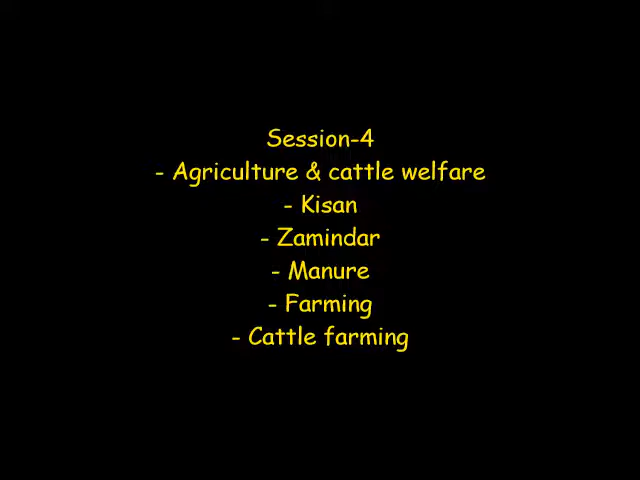 Session-4
- Agriculture & cattle welfare
- Kisan
- Zamindar
- Manure
- Farming
- Cattle farming